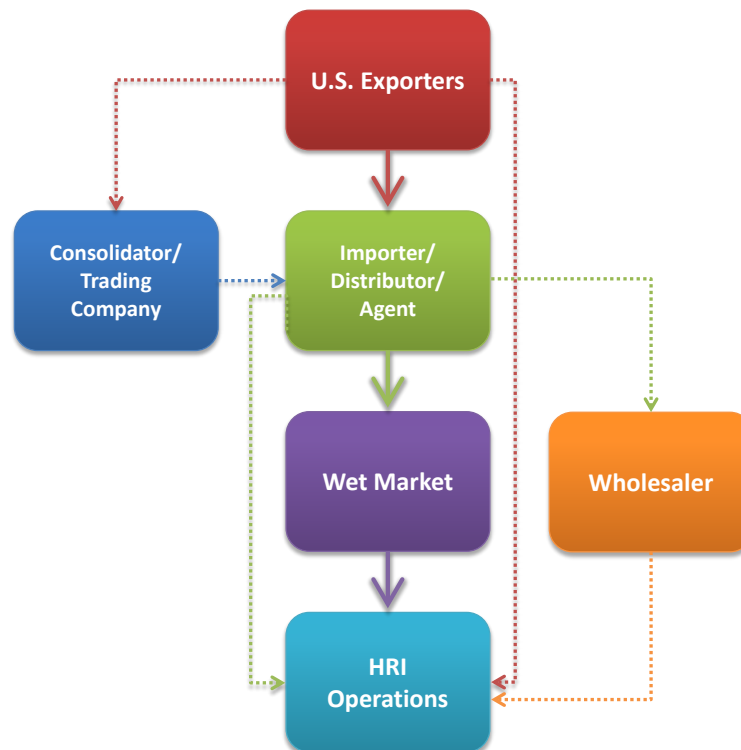 U.S. Exporters
Consolidator/
Trading
Company
Importer/
Distributor/
Agent
Wet Market
Wholesaler
HRI
Operations